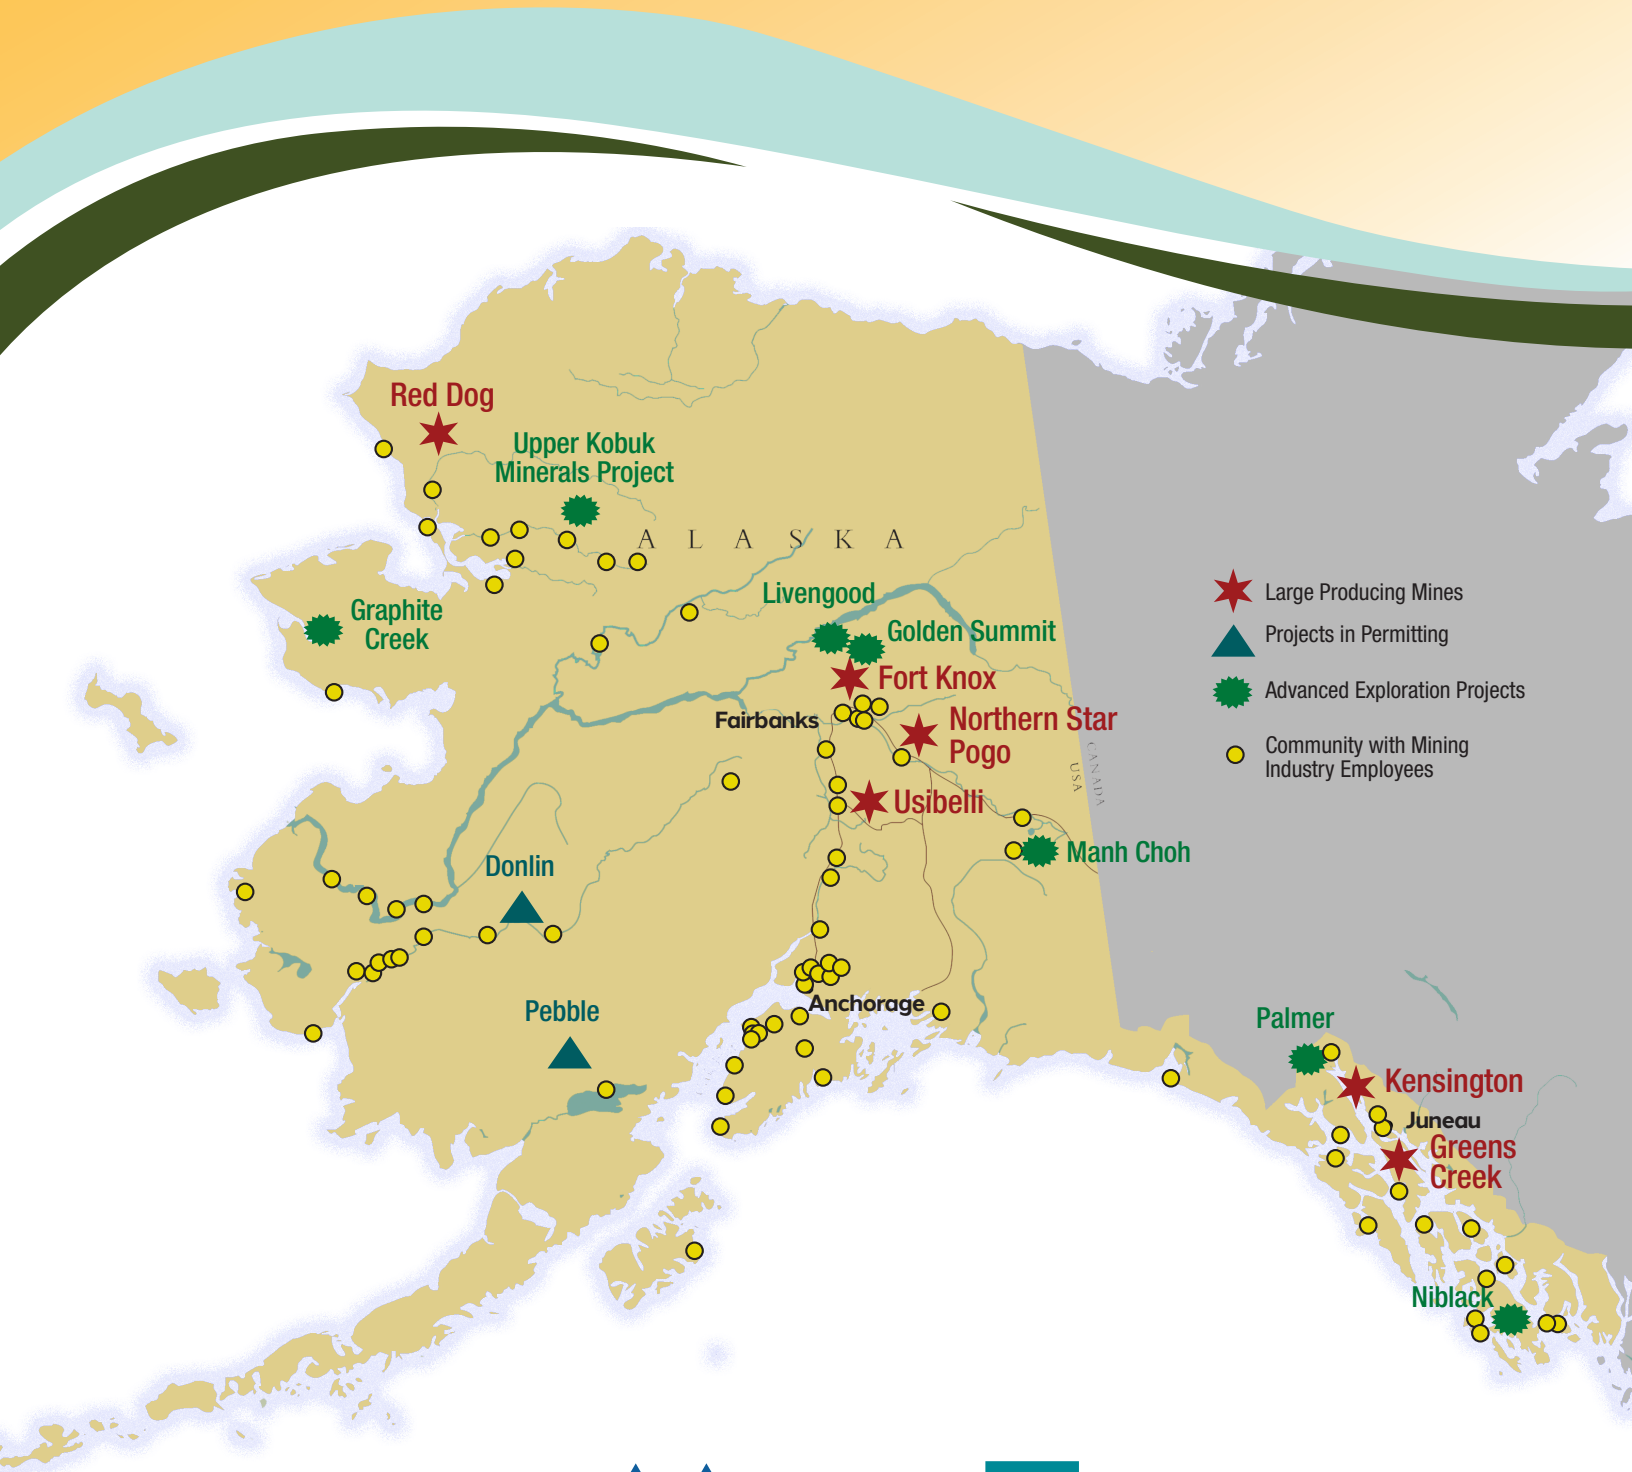 Red Dog
Upper Kobuk
Minerals Project
ALASKA
Livengood
Graphite
Creek
Golden Summit
Fort Knox
Fairbanks
Northern Star
Pogo
CANADA
USA
Usibelli
Manh Choh
Donlin
Pebble
Anchorage
Large Producing Mines
Projects in Permitting
Advanced Exploration Projects
Community with Mining
Industry Employees
Palmer
Kensington
Juneau
Greens
Creek
Niblack